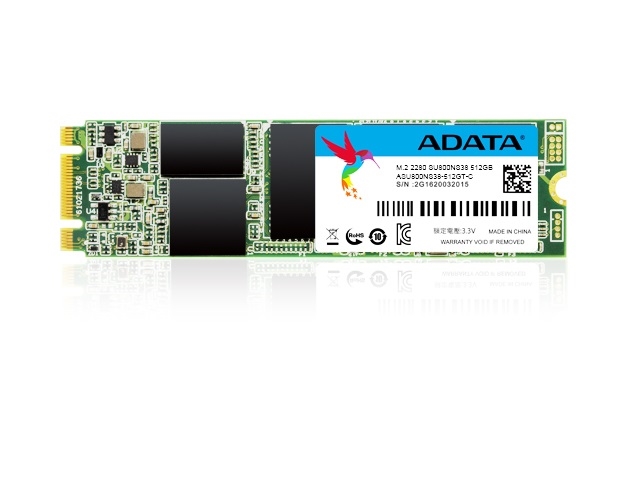 ADATA
M.2 2280 SU800NS38 512GB
ASU800NS38-512GT-C
S/N :2G1620032015
RoHS
10
額定電壓:3.3V
MADE IN CHINA
WARRANTY VOID IF REMOVED
61021736